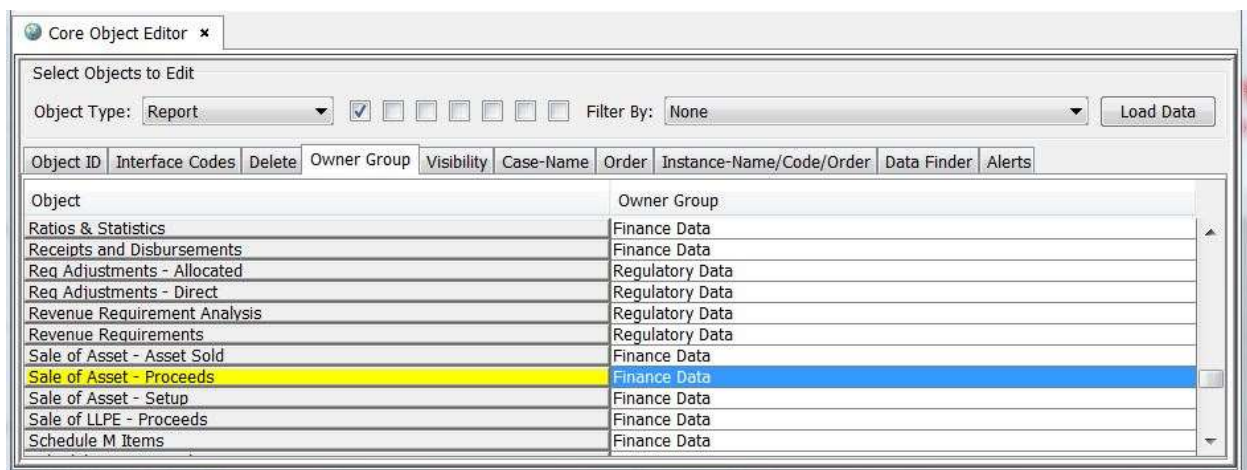 Core Object Editor ×
Select Objects to Edit
Object Type: Report Filter By: None Load Data
Object ID Interface Codes Delete Owner Group Visibility Case-Name Order Instance-Name/Code/Order Data Finder Alerts
Object Owner Group
Ratios & Statistics Finance Data
Receipts and Disbursements Finance Data
Reg Adjustments - Allocated Regulatory Data
Reg Adjustments - Direct Regulatory Data
Revenue Requirement Analysis Regulatory Data
Revenue Requirements Regulatory Data
Sale of Asset - Asset Sold Finance Data
Sale of Asset - Proceeds Finance Data
Sale of Asset - Setup Finance Data
Sale of LLPE - Proceeds Finance Data
Schedule M Items Finance Data